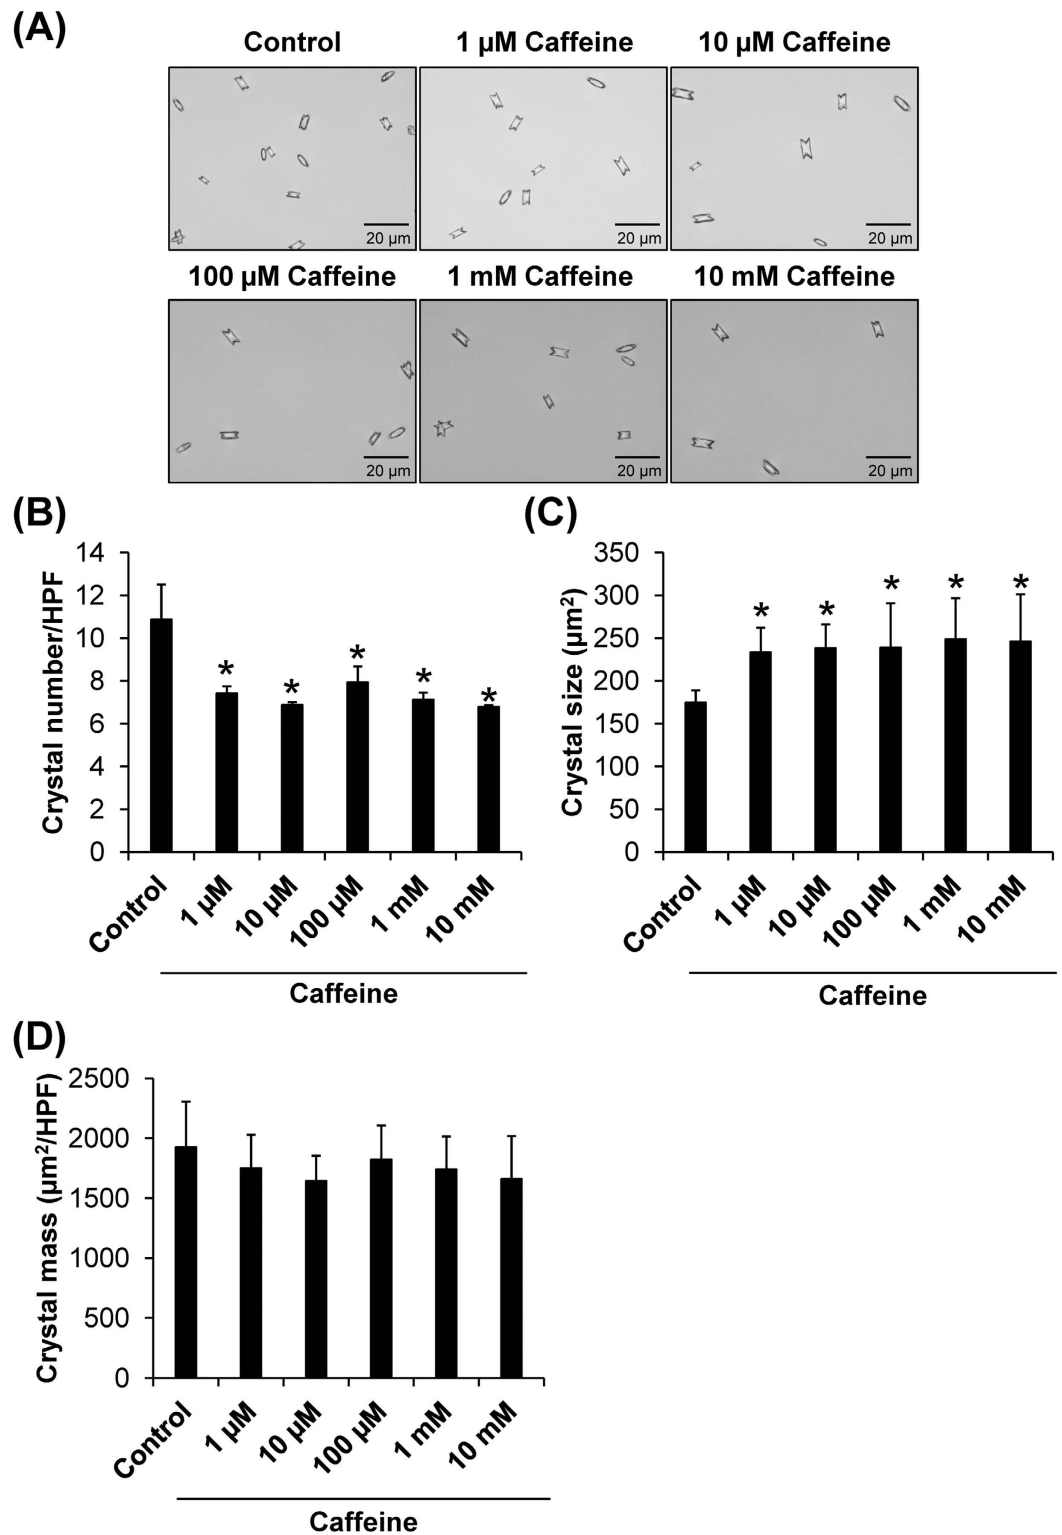 (A)
Control
1 µM Caffeine
10 µM Caffeine
20 µm
20 µm
20 µm
100 µM Caffeine
1 mM Caffeine
10 mM Caffeine
20 µm
20 µm
20 µm
(B)
Crystal number/HPF
14
12
10
8
6
4
2
0
*
*
*
*
*
Control
1 µM
10 µM
100 µM
1 mM
10 mM
Caffeine
(C)
Crystal size (µm²)
350
300
250
200
150
100
50
0
*
*
*
*
*
Control
1 µM
10 µM
100 µM
1 mM
10 mM
Caffeine
(D)
Crystal mass (µm²/HPF)
2500
2000
1500
1000
500
0
Control
1 µM
10 µM
100 µM
1 mM
10 mM
Caffeine